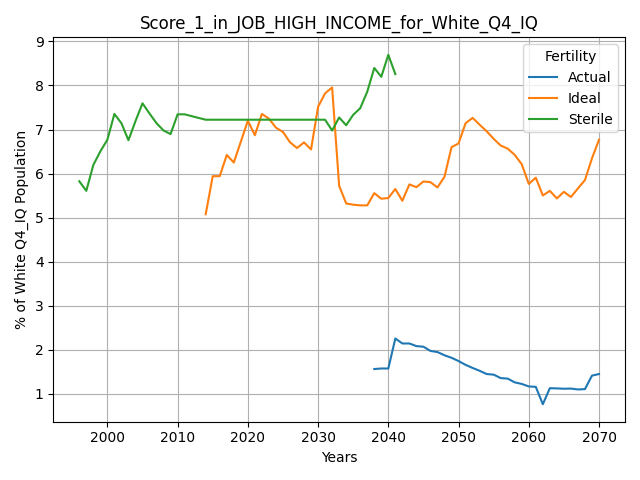 Score_1_in_JOB_HIGH_INCOME_for_White_Q4_IQ
% of White Q4_IQ Population
9
8
7
6
5
4
3
2
1
Fertility
Actual
Ideal
Sterile
2000 2010 2020 2030 2040 2050 2060 2070
Years